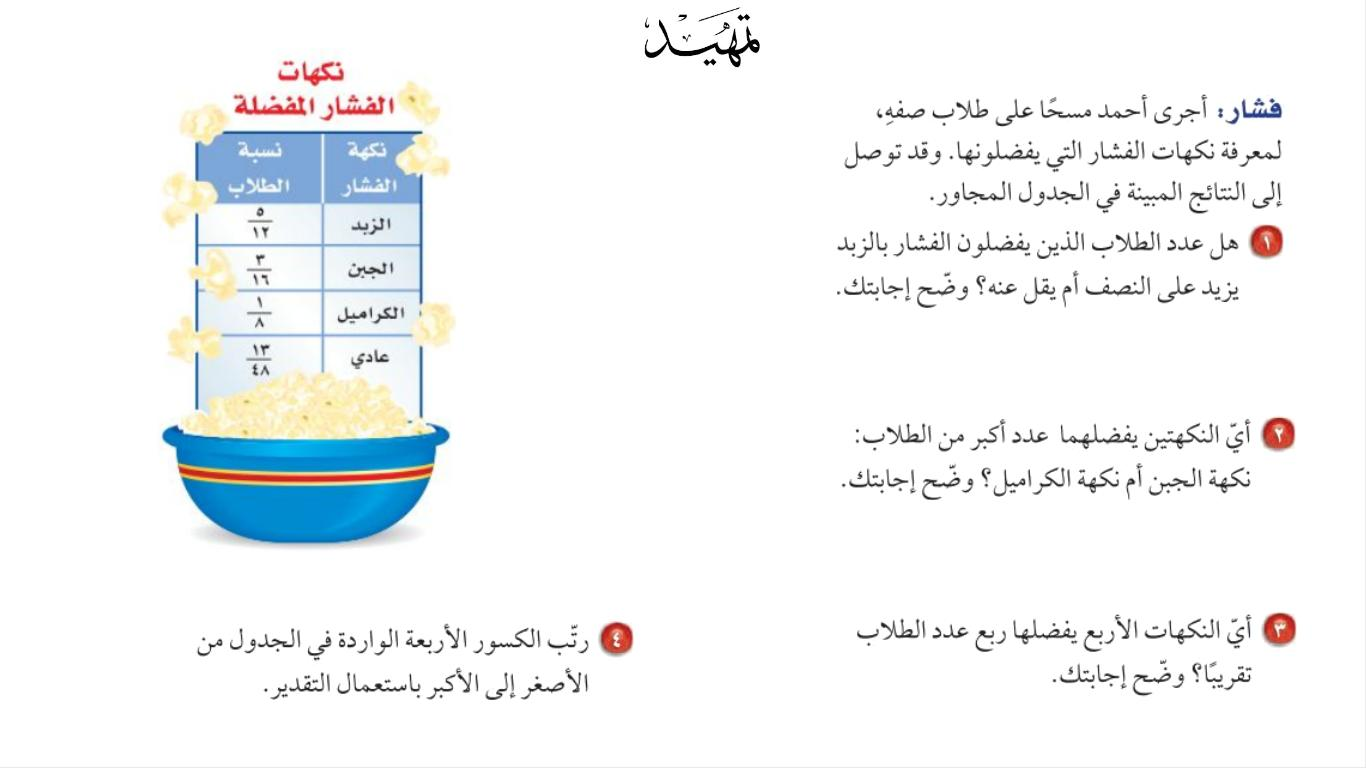 تمهيد
فشار: أجرى أحمد مسحًا على طلاب صفهِ،
لمعرفة نكهات الفشار التي يفضلونها. وقد توصل
إلى النتائج المبينة في الجدول المجاور.
١ هل عدد الطلاب الذين يفضلون الفشار بالزبد
يزيد على النصف أم يقل عنه؟ وضّح إجابتك.
٢ أيّ النكهتين يفضلهما عدد أكبر من الطلاب:
نكهة الجبن أم نكهة الكراميل؟ وضّح إجابتك.
٣ أيّ النكهات الأربع يفضلها ربع عدد الطلاب
تقريبًا؟ وضّح إجابتك.
٤ رتّب الكسور الأربعة الواردة في الجدول من
الأصغر إلى الأكبر باستعمال التقدير.
نكهات
الفشار المفضلة
نكهة الفشار نسبة الطلاب
الزبد ٥/١٢
الجبن ٣/١٦
الكراميل ١/٨
عادي ١٣/٤٨